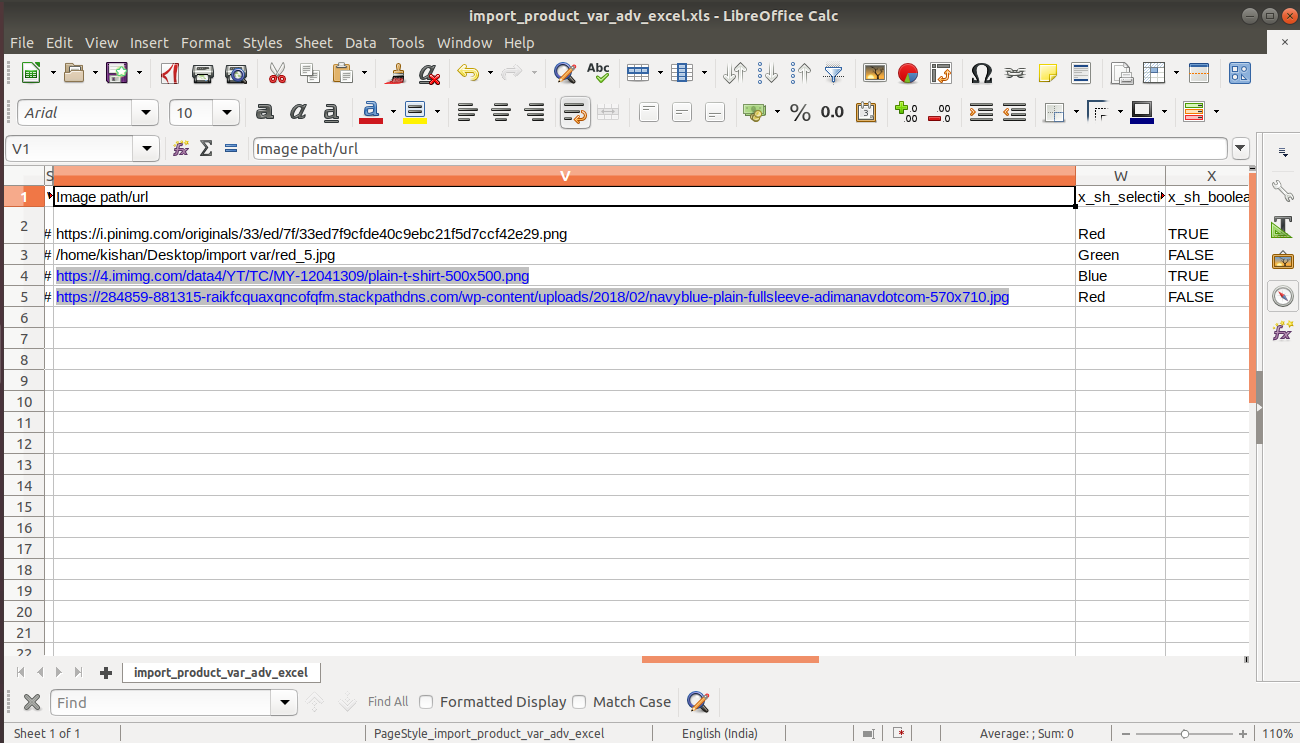 import_product_var_adv_excel.xls - LibreOffice Calc
File Edit View Insert Format Styles Sheet Data Tools Window Help
Abc
Arial 10 a a a a % 0.0 .00 .00
V1 fx Σ = Image path/url
S V W X
1 Image path/url x_sh_selecti x_sh_boolea
2 # https://i.pinimg.com/originals/33/ed/7f/33ed7f9cfde40c9ebc21f5d7ccf42e29.png Red TRUE
3 # /home/kishan/Desktop/import var/red_5.jpg Green FALSE
4 # https://4.imimg.com/data4/YT/TC/MY-12041309/plain-t-shirt-500x500.png Blue TRUE
5 # https://284859-881315-raikfcquaxqncofqfm.stackpathdns.com/wp-content/uploads/2018/02/navyblue-plain-fullsleeve-adimanavdotcom-570x710.jpg Red FALSE
6
7
8
9
10
11
12
13
14
15
16
17
18
19
20
21
22
import_product_var_adv_excel
Find Find All Formatted Display Match Case
Sheet 1 of 1 PageStyle_import_product_var_adv_excel English (India) Average: ; Sum: 0 110%